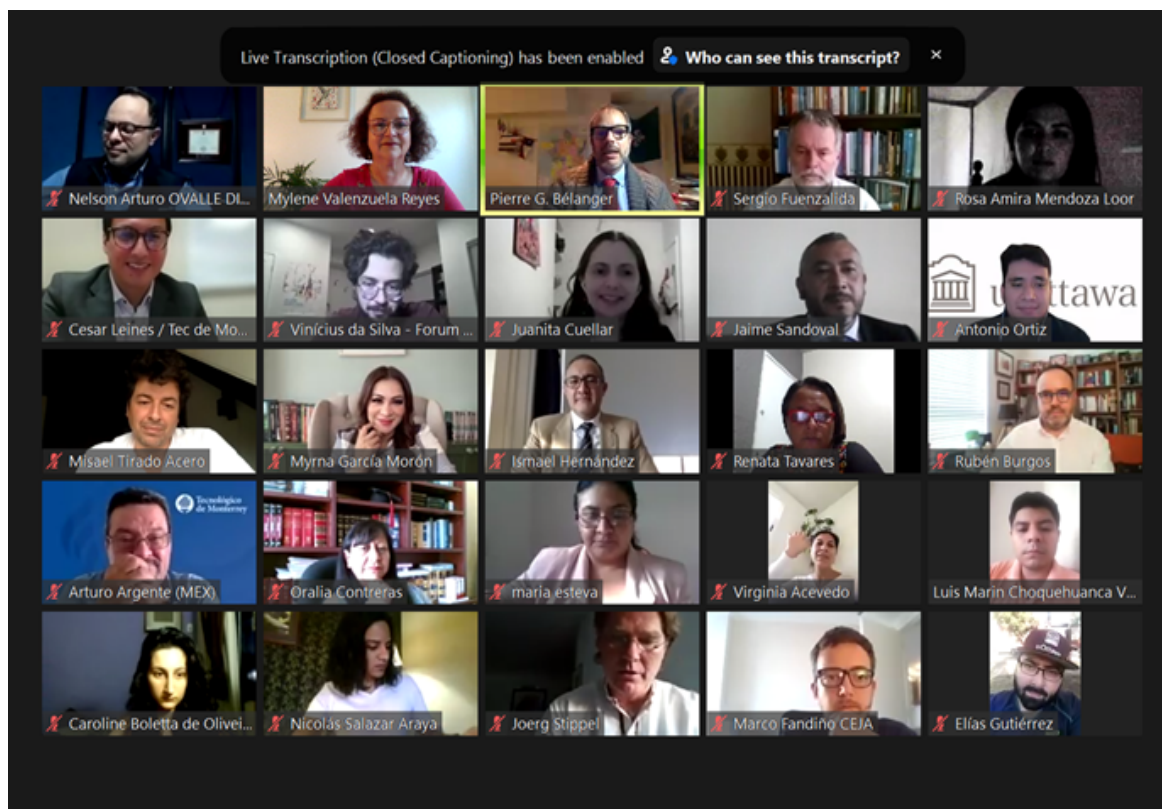 Live Transcription (Closed Captioning) has been enabled Who can see this transcript?
Nelson Arturo OVALLE DI...
Mylene Valenzuela Reyes
Pierre G. Bélanger
Sergio Fuenzalida
Rosa Amira Mendoza Loor
Cesar Leines / Tec de Mo...
Vinícius da Silva - Forum ...
Juanita Cuellar
Jaime Sandoval
uOttawa
Antonio Ortiz
Misael Tirado Acero
Myrna García Morón
Ismael Hernández
Renata Tavares
Rubén Burgos
Tecnológico
de Monterrey
Arturo Argente (MEX)
Oralia Contreras
maria esteva
Virginia Acevedo
Luis Marin Choquehuanca V...
Caroline Boletta de Olivei...
Nicolás Salazar Araya
Joerg Stippel
Marco Fandiño CEJA
uOttawa
Elías Gutiérrez